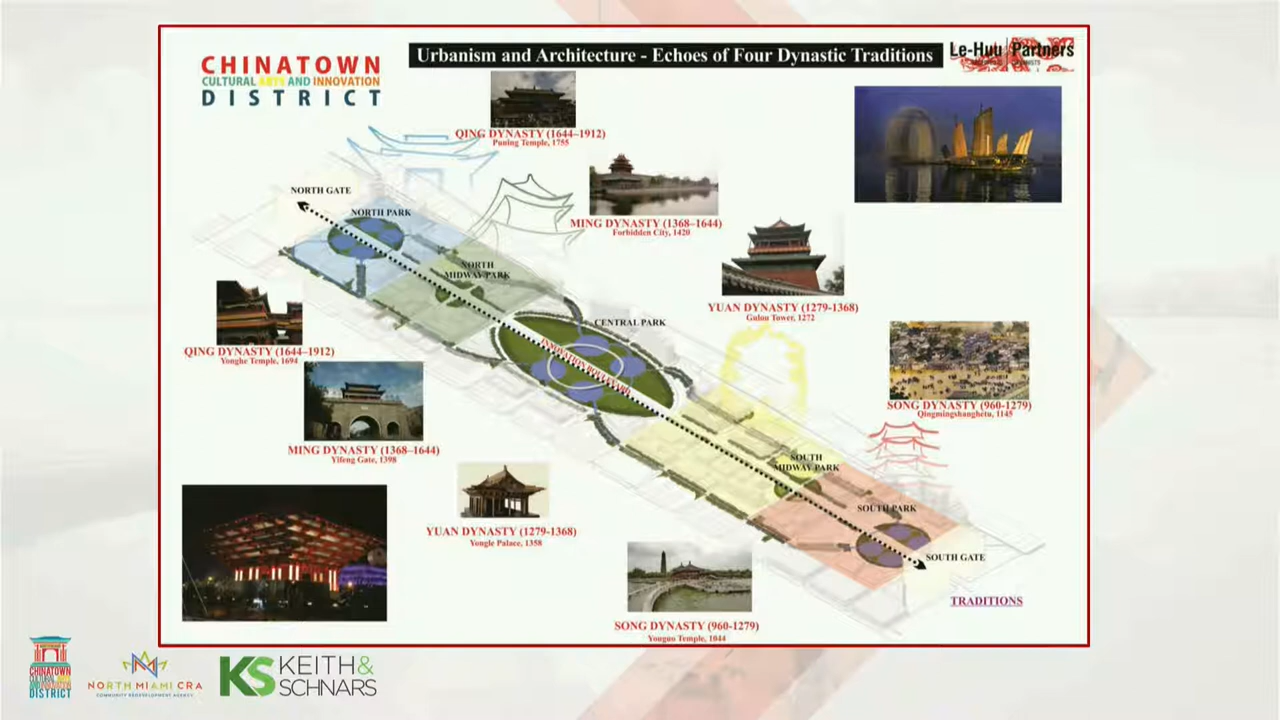 CHINATOWN
CULTURAL ARTS AND INNOVATION
DISTRICT
Urbanism and Architecture - Echoes of Four Dynastic Traditions
Le-Huu Partners
QING DYNASTY (1644–1912)
Puning Temple, 1755
MING DYNASTY (1368–1644)
Forbidden City, 1420
NORTH GATE
NORTH PARK
NORTH
MIDWAY PARK
YUAN DYNASTY (1279-1368)
Gulou Tower, 1272
CENTRAL PARK
INNOVATION BOULEVARD
QING DYNASTY (1644–1912)
Yonghe Temple, 1694
SONG DYNASTY (960-1279)
Qingmingshanghetu, 1145
MING DYNASTY (1368–1644)
Yifeng Gate, 1398
SOUTH
MIDWAY PARK
SOUTH PARK
YUAN DYNASTY (1279-1368)
Yongle Palace, 1358
SOUTH GATE
TRADITIONS
SONG DYNASTY (960-1279)
Youguo Temple, 1044
CHINATOWN
DISTRICT
NORTH MIAMI CRA
COMMUNITY REDEVELOPMENT AGENCY
KS KEITH&
SCHNARS